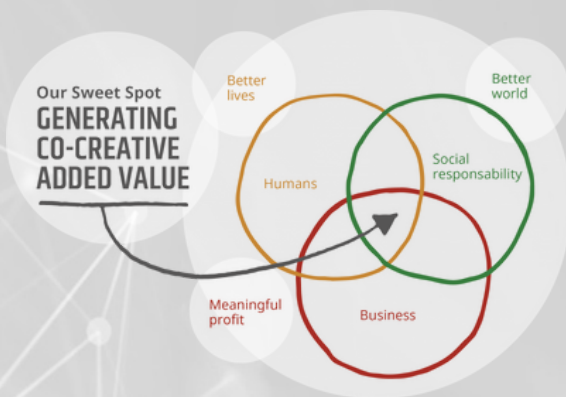 Our Sweet Spot
GENERATING
CO-CREATIVE
ADDED VALUE
Better
lives
Better
world
Humans
Social
responsability
Meaningful
profit
Business